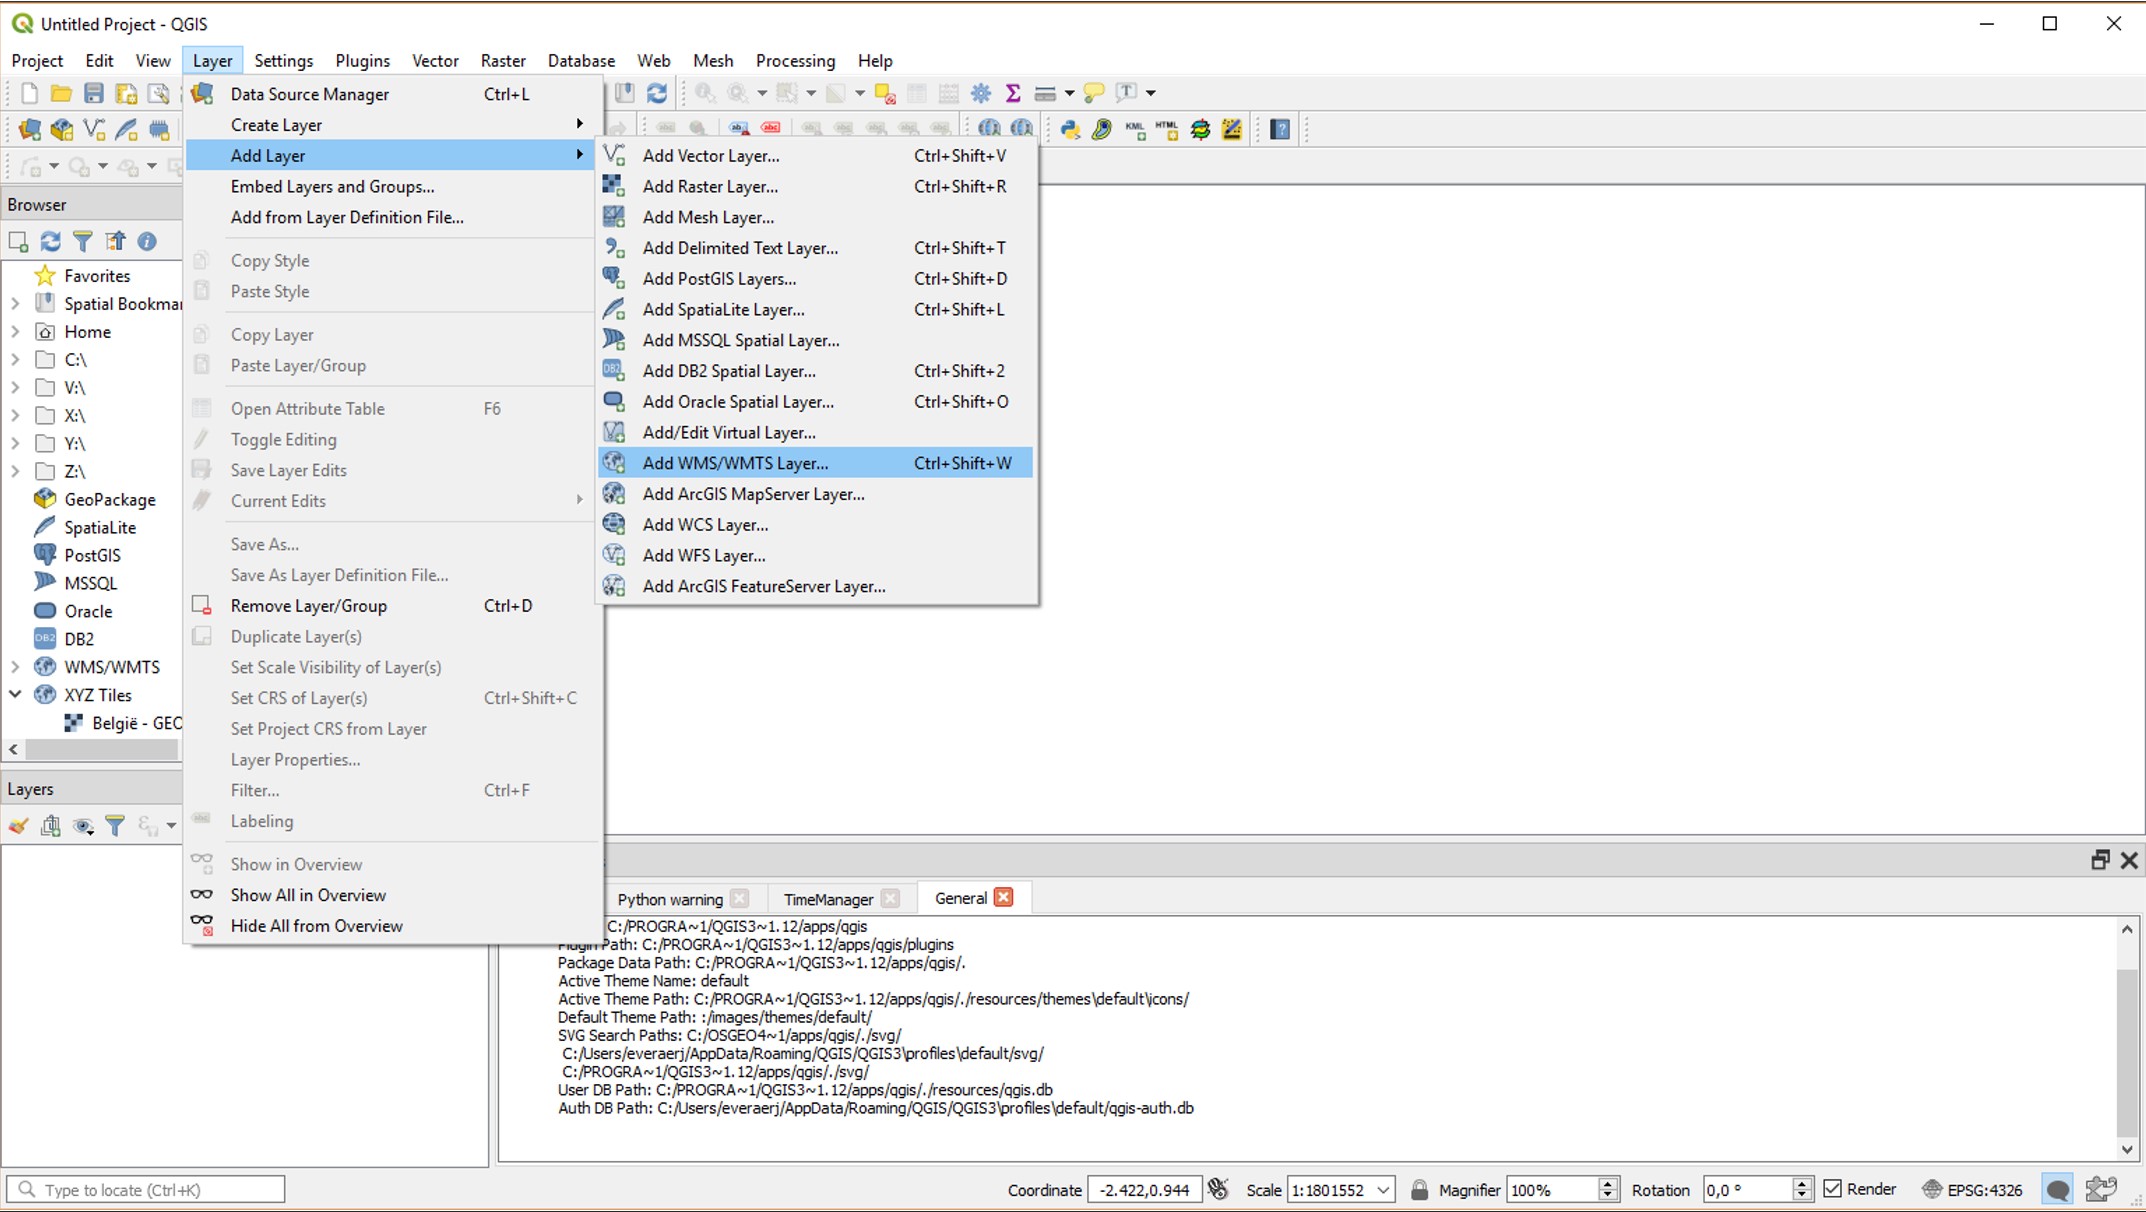 Untitled Project - QGIS
Project Edit View Layer Settings Plugins Vector Raster Database Web Mesh Processing Help
Data Source Manager Ctrl+L
Create Layer
Add Layer
Embed Layers and Groups...
Add from Layer Definition File...
Copy Style
Paste Style
Copy Layer
Paste Layer/Group
Open Attribute Table F6
Toggle Editing
Save Layer Edits
Current Edits
Save As...
Save As Layer Definition File...
Remove Layer/Group Ctrl+D
Duplicate Layer(s)
Set Scale Visibility of Layer(s)
Set CRS of Layer(s) Ctrl+Shift+C
Set Project CRS from Layer
Layer Properties...
Filter... Ctrl+F
Labeling
Show in Overview
Show All in Overview
Hide All from Overview
Add Vector Layer... Ctrl+Shift+V
Add Raster Layer... Ctrl+Shift+R
Add Mesh Layer...
Add Delimited Text Layer... Ctrl+Shift+T
Add PostGIS Layers... Ctrl+Shift+D
Add SpatiaLite Layer... Ctrl+Shift+L
Add MSSQL Spatial Layer...
Add DB2 Spatial Layer... Ctrl+Shift+2
Add Oracle Spatial Layer... Ctrl+Shift+O
Add/Edit Virtual Layer...
Add WMS/WMTS Layer... Ctrl+Shift+W
Add ArcGIS MapServer Layer...
Add WCS Layer...
Add WFS Layer...
Add ArcGIS FeatureServer Layer...
KML HTML
Browser
Favorites
Spatial Bookmar
Home
C:\
V:\
X:\
Y:\
Z:\
GeoPackage
SpatiaLite
PostGIS
MSSQL
Oracle
DB2 DB2
WMS/WMTS
XYZ Tiles
België - GEO
Layers
Python warning TimeManager General
C:/PROGRA~1/QGIS3~1.12/apps/qgis
Plugin Path: C:/PROGRA~1/QGIS3~1.12/apps/qgis/plugins
Package Data Path: C:/PROGRA~1/QGIS3~1.12/apps/qgis/.
Active Theme Name: default
Active Theme Path: C:/PROGRA~1/QGIS3~1.12/apps/qgis/./resources/themes\default\icons/
Default Theme Path: :/images/themes/default/
SVG Search Paths: C:/OSGEO4~1/apps/qgis/./svg/
C:/Users/everaerj/AppData/Roaming/QGIS/QGIS3\profiles\default/svg/
C:/PROGRA~1/QGIS3~1.12/apps/qgis/./svg/
User DB Path: C:/PROGRA~1/QGIS3~1.12/apps/qgis/./resources/qgis.db
Auth DB Path: C:/Users/everaerj/AppData/Roaming/QGIS/QGIS3\profiles\default/qgis-auth.db
Type to locate (Ctrl+K) Coordinate -2.422,0.944 Scale 1:1801552 Magnifier 100% Rotation 0,0 ° Render EPSG:4326